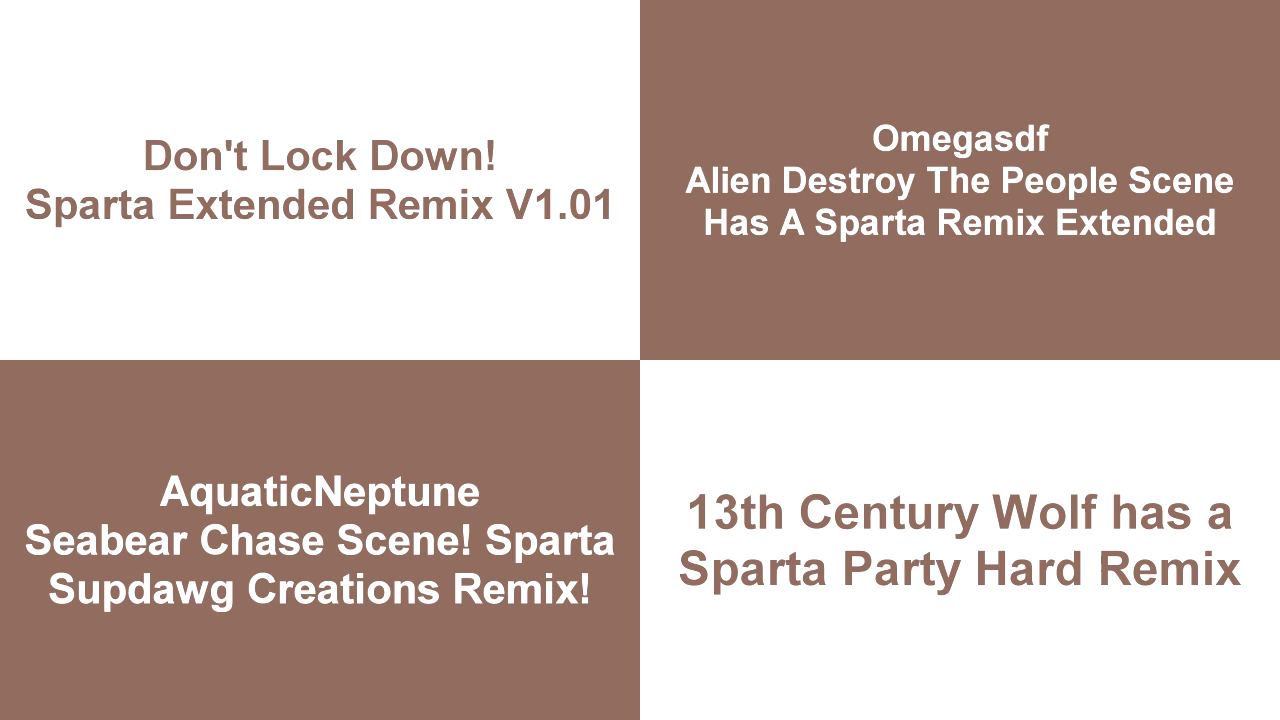 Don't Lock Down!
Sparta Extended Remix V1.01
Omegasdf
Alien Destroy The People Scene
Has A Sparta Remix Extended
AquaticNeptune
Seabear Chase Scene! Sparta
Supdawg Creations Remix!
13th Century Wolf has a
Sparta Party Hard Remix